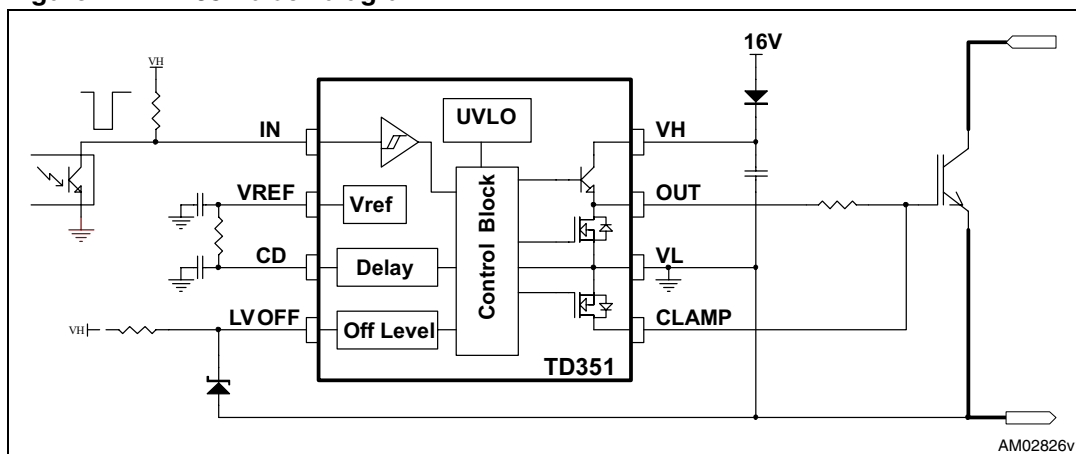 16V
VH
IN
UVLO
VH
VREF
Vref
OUT
Control Block
CD
Delay
VL
VH
LVOFF
Off Level
CLAMP
TD351
AM02826v